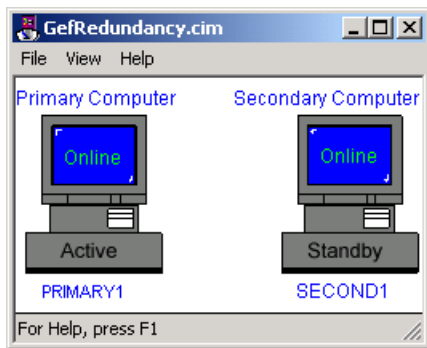 GefRedundancy.cim
File View Help
Primary Computer Secondary Computer
Online Online
Active Standby
PRIMARY1 SECOND1
For Help, press F1